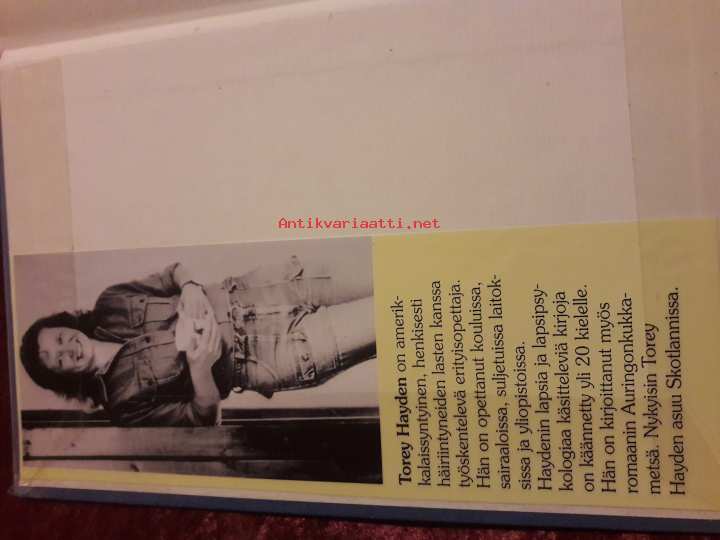 Antikvariaatti.net
Torey Hayden on amerik-
kalaissyntyinen, henkisesti
häiriintyneiden lasten kanssa
työskentelevä erityisopettaja.
Hän on opettanut kouluissa,
sairaaloissa, suljetuissa laitok-
sissa ja yliopistoissa.
Haydenin lapsia ja lapsipsy-
kologiaa käsitteleviä kirjoja
on käännetty yli 20 kielelle.
Hän on kirjoittanut myös
romaanin Auringonkukka-
metsä. Nykyisin Torey
Hayden asuu Skotlannissa.